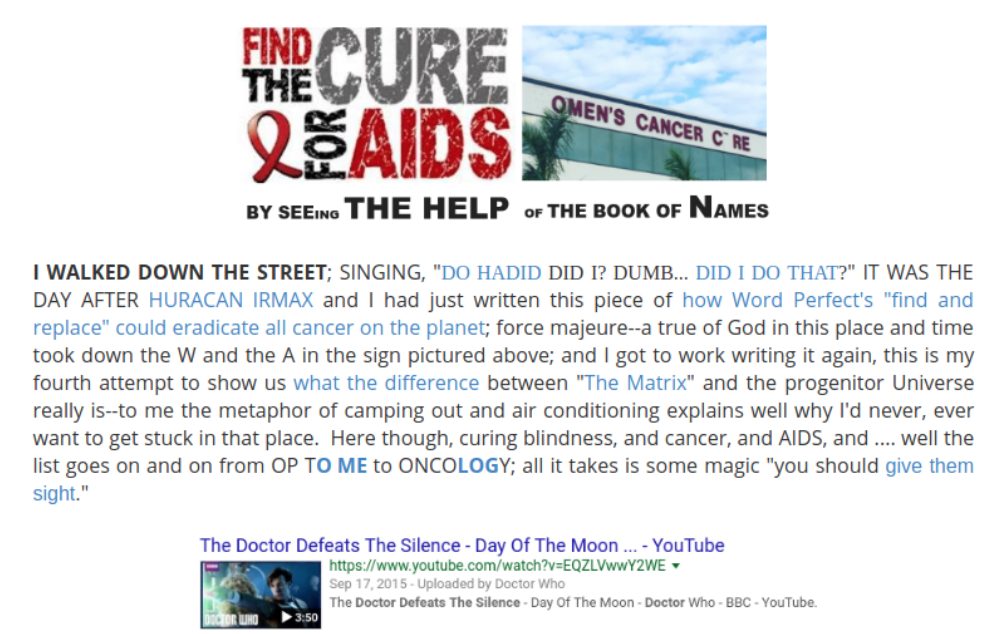 FIND
THE CURE
FOR AIDS
OMEN'S CANCER C RE
BY SEEING THE HELP OF THE BOOK OF NAMES
I WALKED DOWN THE STREET; SINGING, "DO HADID DID I? DUMB... DID I DO THAT?" IT WAS THE
DAY AFTER HURACAN IRMAX and I had just written this piece of how Word Perfect's "find and
replace" could eradicate all cancer on the planet; force majeure--a true of God in this place and time
took down the W and the A in the sign pictured above; and I got to work writing it again, this is my
fourth attempt to show us what the difference between "The Matrix" and the progenitor Universe
really is--to me the metaphor of camping out and air conditioning explains well why I'd never, ever
want to get stuck in that place. Here though, curing blindness, and cancer, and AIDS, and .... well the
list goes on and on from OP TO ME to ONCOLOGY; all it takes is some magic "you should give them
sight."
The Doctor Defeats The Silence - Day Of The Moon ... - YouTube
https://www.youtube.com/watch?v=EQZLVwwY2WE
Sep 17, 2015 - Uploaded by Doctor Who
The Doctor Defeats The Silence - Day Of The Moon - Doctor Who - BBC - YouTube.
DOCTOR WHO
3:50